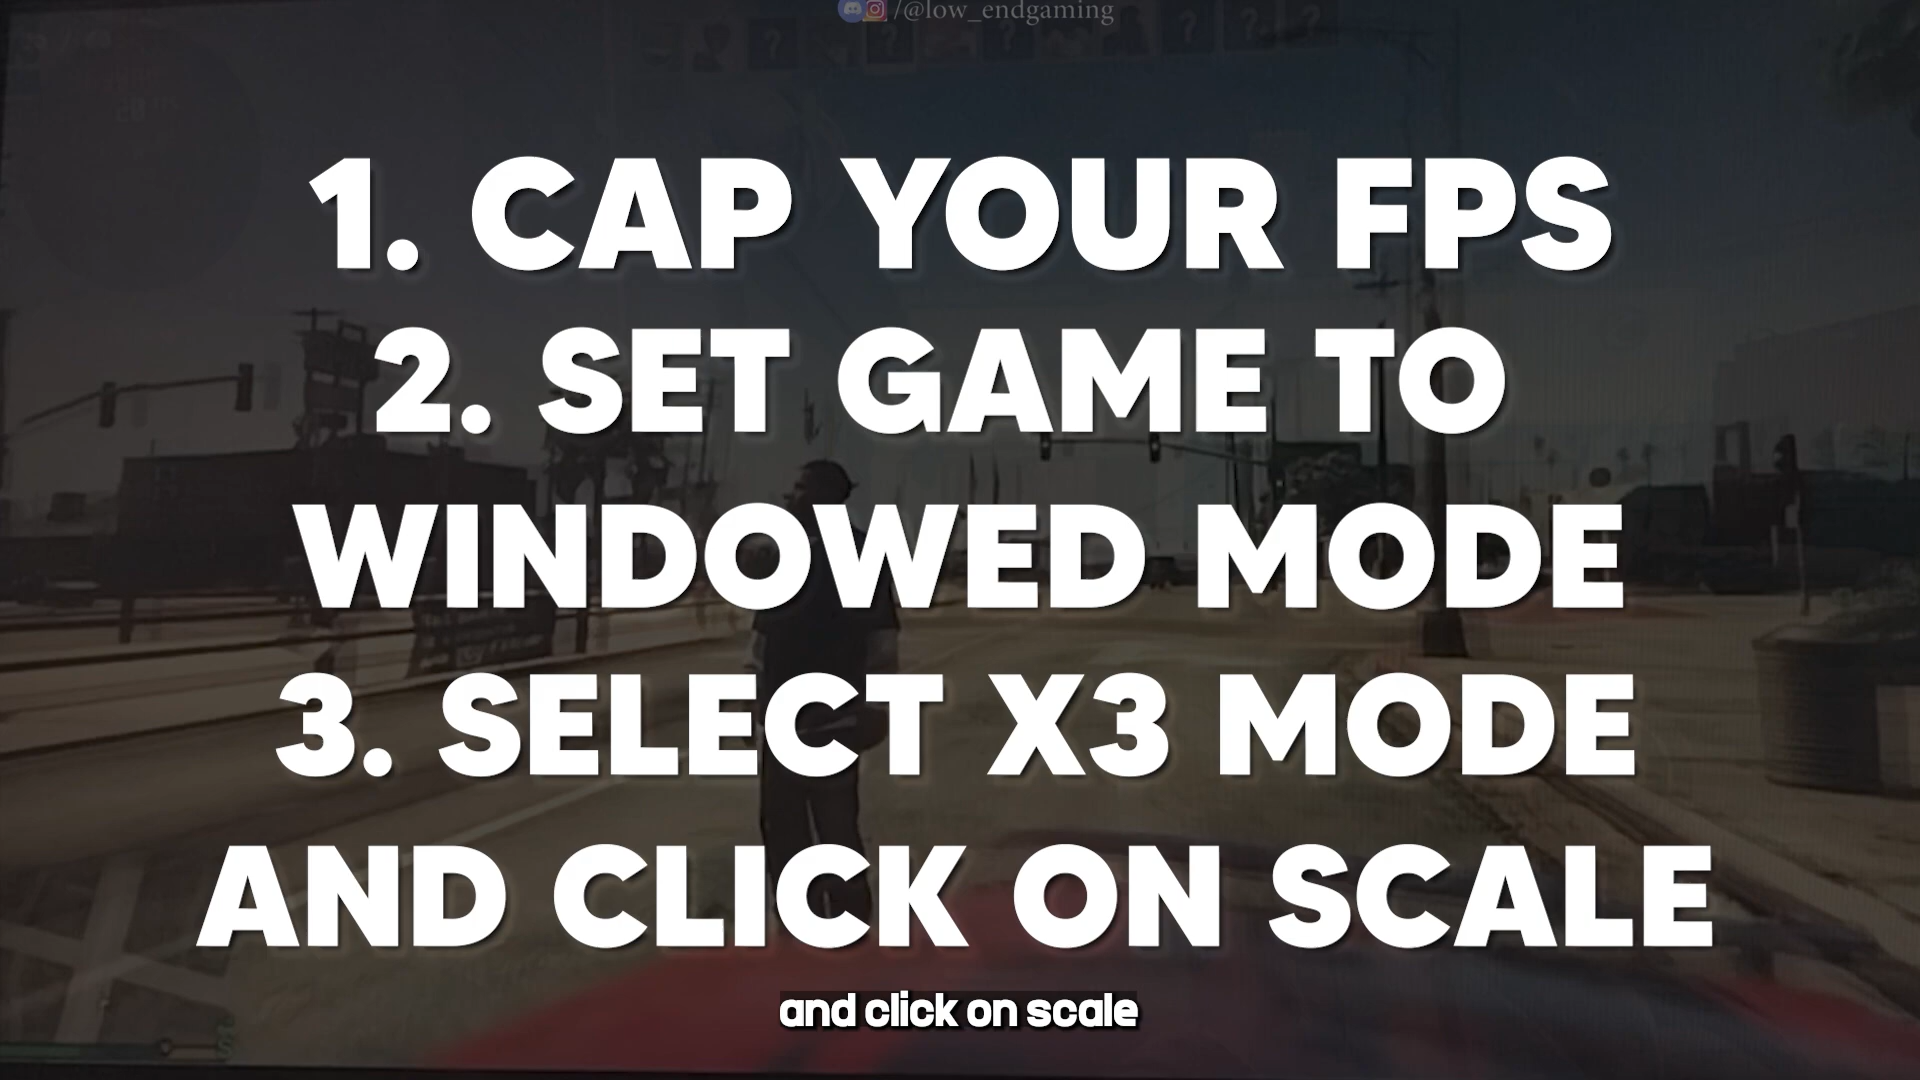 /@low_endgaming
1. CAP YOUR FPS
2. SET GAME TO
WINDOWED MODE
3. SELECT X3 MODE
AND CLICK ON SCALE
and click on scale